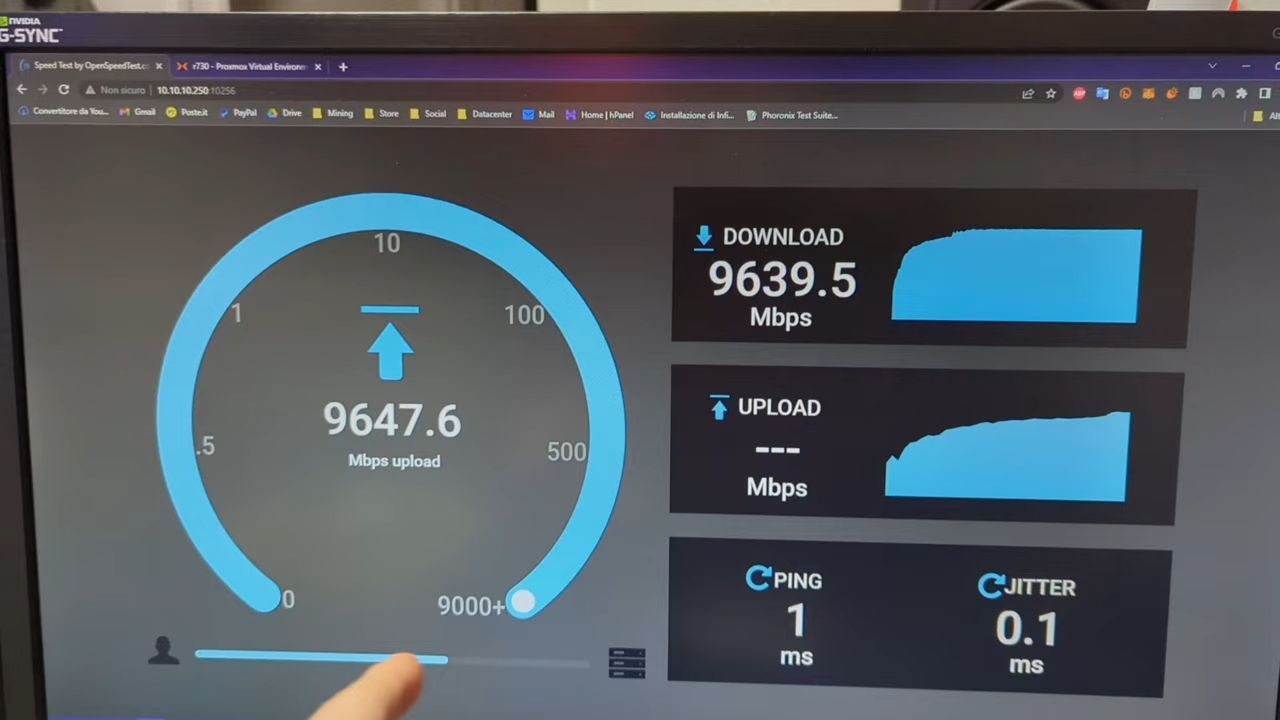 NVIDIA
G-SYNC
Speed Test by OpenSpeedTest.c
r730 - Proxmox Virtual Environm
Non sicuro
10.10.10.250:10256
Convertitore da You...
Gmail
Poste.it
PayPal
Drive
Mining
Store
Social
Datacenter
Mail
Home | hPanel
Installazione di Infi...
Phoronix Test Suite...
10
1
100
.5
500
0
9000+
9647.6
Mbps upload
DOWNLOAD
9639.5
Mbps
UPLOAD
---
Mbps
PING
1
ms
JITTER
0.1
ms